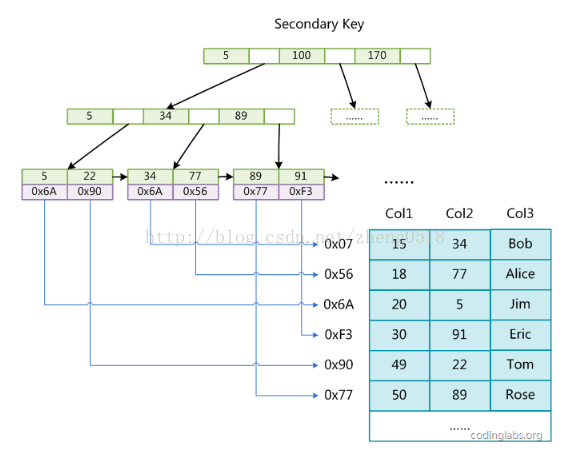 Secondary Key
5 100 170
5 34 89 ...... ......
5 22 34 77 89 91 ......
0x6A 0x90 0x6A 0x56 0x77 0xF3
Col1 Col2 Col3
http://blog.csdn.net/zheng0518
0x07 15 34 Bob
0x56 18 77 Alice
0x6A 20 5 Jim
0xF3 30 91 Eric
0x90 49 22 Tom
0x77 50 89 Rose
......
codinglabs.org